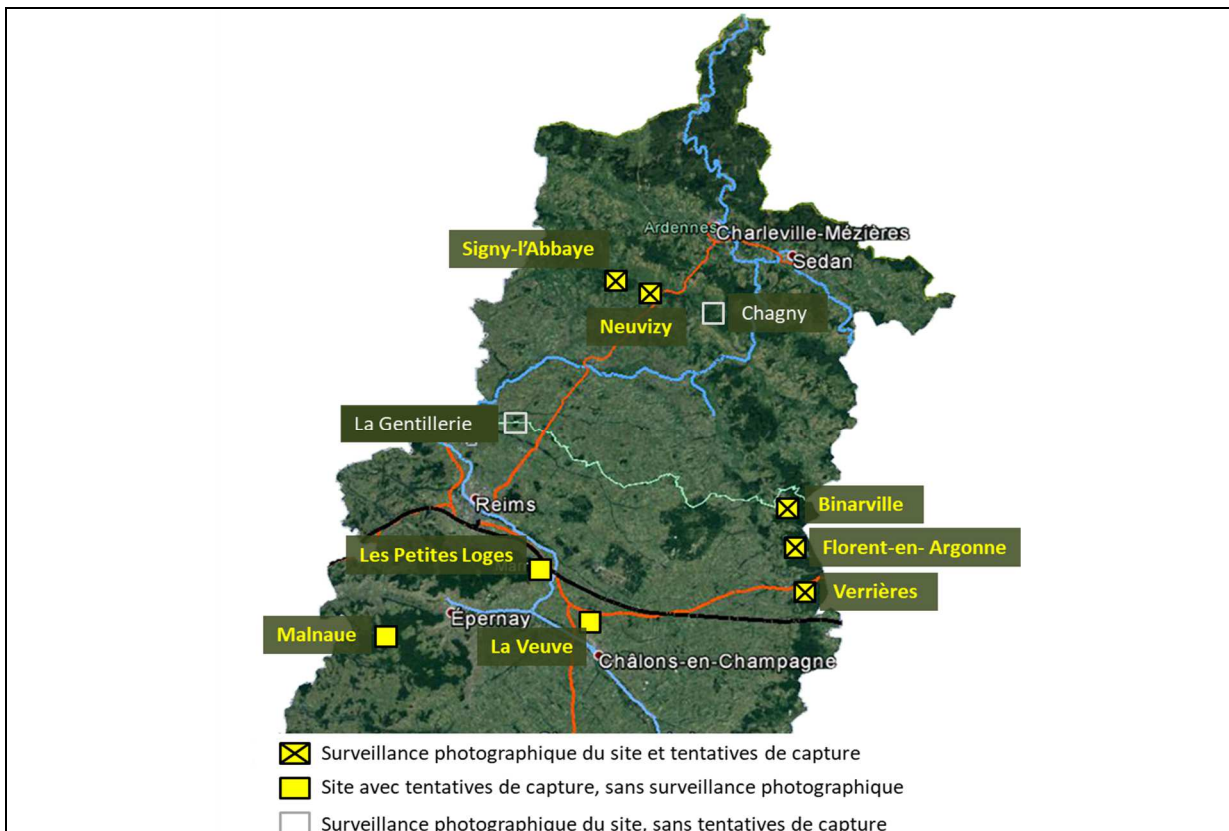 Ardennes
Charleville-Mézières
Signy-l'Abbaye
Sedan
Neuvizy
Chagny
La Gentillerie
Reims
Binarville
Les Petites Loges
Florent-en- Argonne
Verrières
Épernay
Malnaue
La Veuve
Châlons-en-Champagne
Surveillance photographique du site et tentatives de capture
Site avec tentatives de capture, sans surveillance photographique
Surveillance photographique du site, sans tentatives de capture